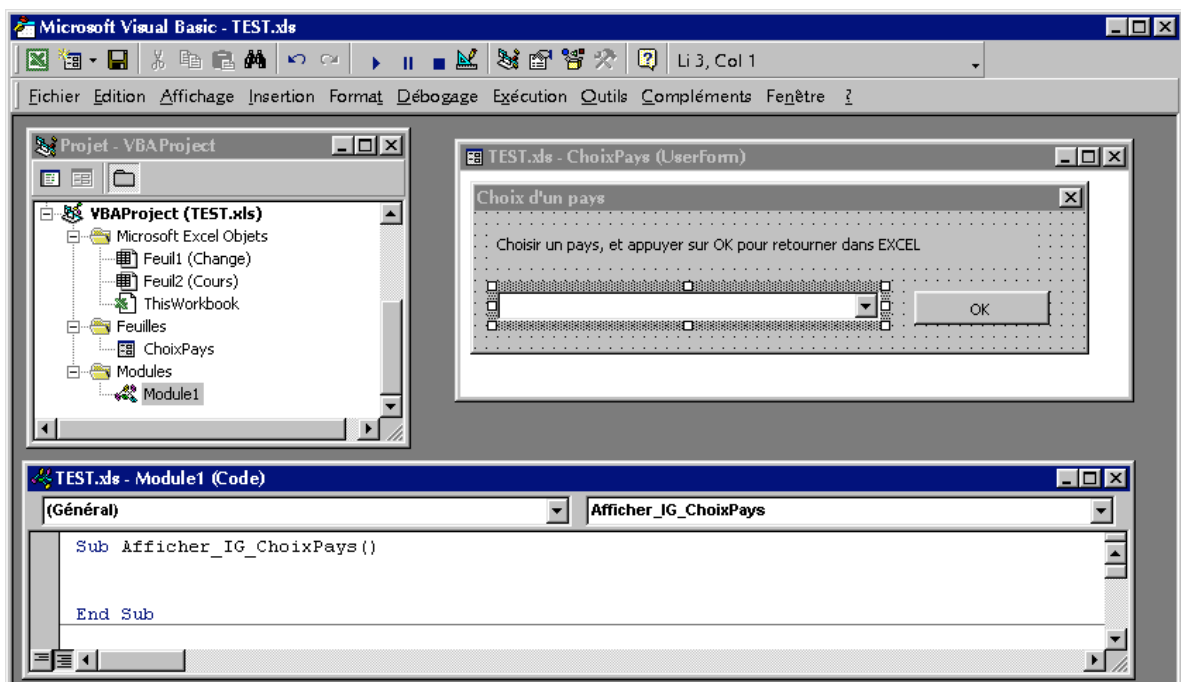 Microsoft Visual Basic - TEST.xls
Li 3, Col 1
Fichier Edition Affichage Insertion Format Débogage Exécution Outils Compléments Fenêtre ?
Projet - VBAProject
VBAProject (TEST.xls)
Microsoft Excel Objets
Feuil1 (Change)
Feuil2 (Cours)
ThisWorkbook
Feuilles
ChoixPays
Modules
Module1
TEST.xls - ChoixPays (UserForm)
Choix d'un pays
Choisir un pays, et appuyer sur OK pour retourner dans EXCEL
OK
TEST.xls - Module1 (Code)
(Général)
Afficher_IG_ChoixPays
Sub Afficher_IG_ChoixPays()
End Sub